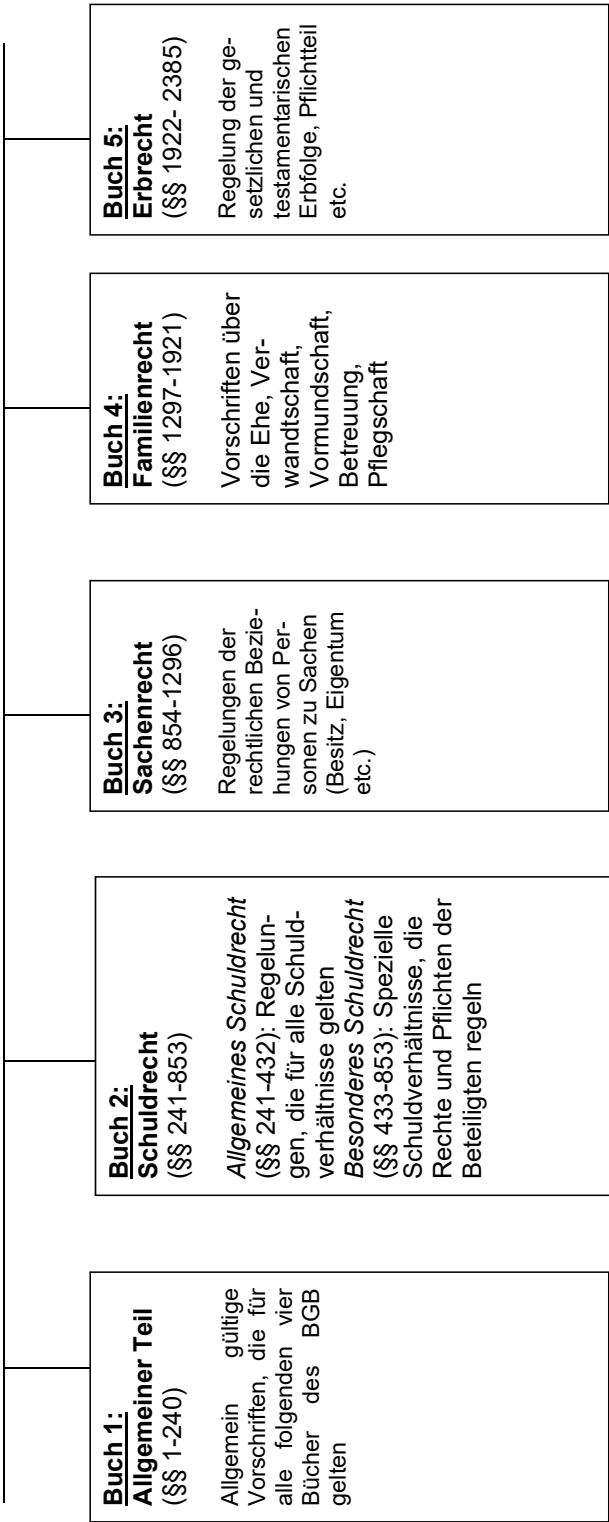 Buch 1:
Allgemeiner Teil
(§§ 1-240)
Allgemein gültige
Vorschriften, die für
alle folgenden vier
Bücher des BGB
gelten
Buch 2:
Schuldrecht
(§§ 241-853)
Allgemeines Schuldrecht
(§§ 241-432): Regelun-
gen, die für alle Schuld-
verhältnisse gelten
Besonderes Schuldrecht
(§§ 433-853): Spezielle
Schuldverhältnisse, die
Rechte und Pflichten der
Beteiligten regeln
Buch 3:
Sachenrecht
(§§ 854-1296)
Regelungen der
rechtlichen Bezie-
hungen von Per-
sonen zu Sachen
(Besitz, Eigentum
etc.)
Buch 4:
Familienrecht
(§§ 1297-1921)
Vorschriften über
die Ehe, Ver-
wandtschaft,
Vormundschaft,
Betreuung,
Pflegschaft
Buch 5:
Erbrecht
(§§ 1922- 2385)
Regelung der ge-
setzlichen und
testamentarischen
Erbfolge, Pflichtteil
etc.